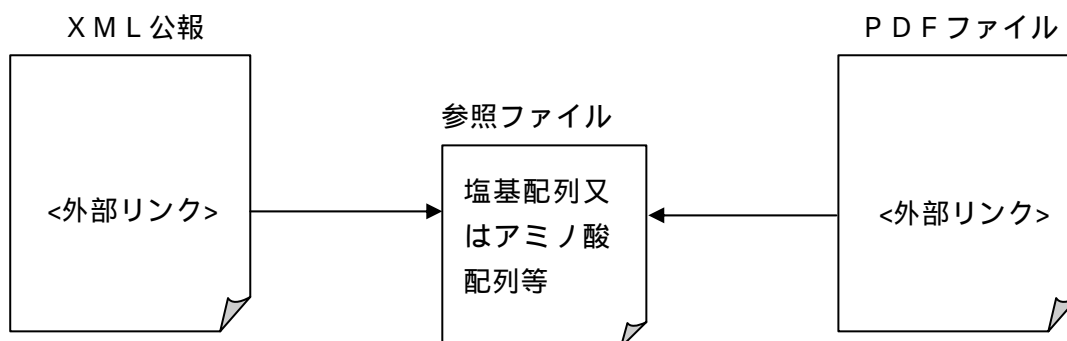 ＸＭＬ公報
ＰＤＦファイル
参照ファイル
<外部リンク>
塩基配列又
はアミノ酸
配列等
<外部リンク>